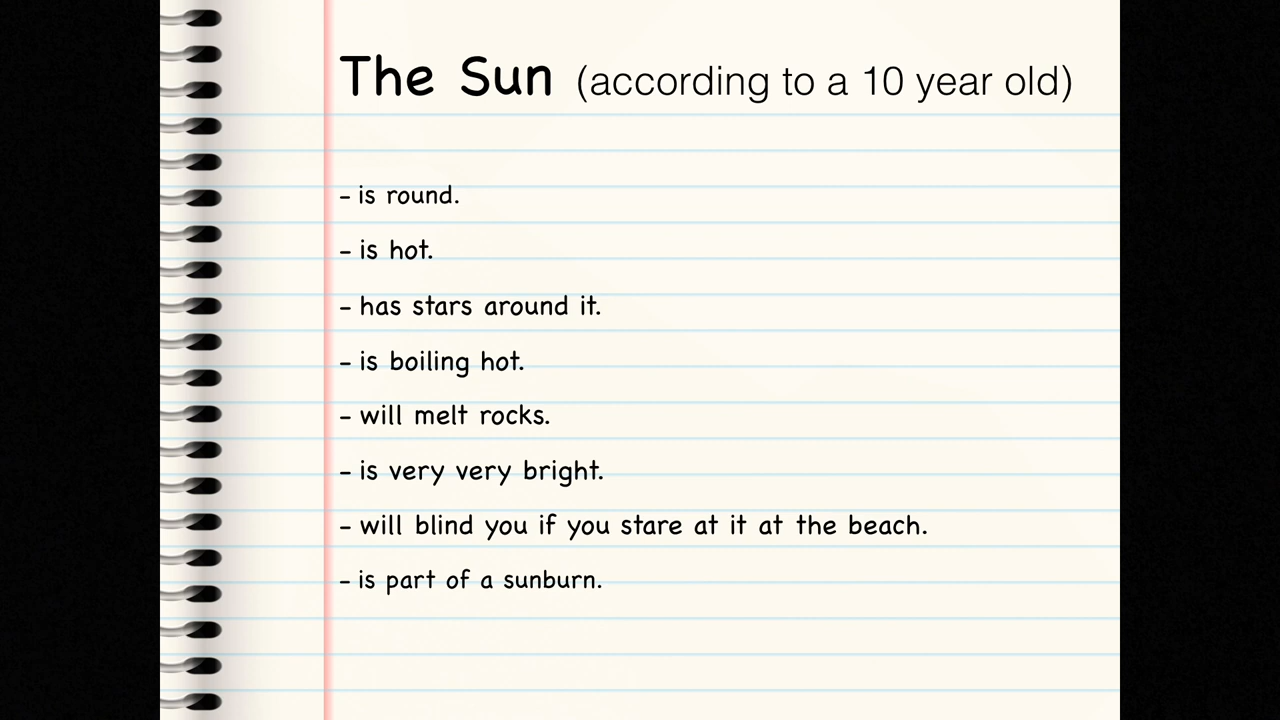 The Sun (according to a 10 year old)
- is round.
- is hot.
- has stars around it.
- is boiling hot.
- will melt rocks.
- is very very bright.
- will blind you if you stare at it at the beach.
- is part of a sunburn.